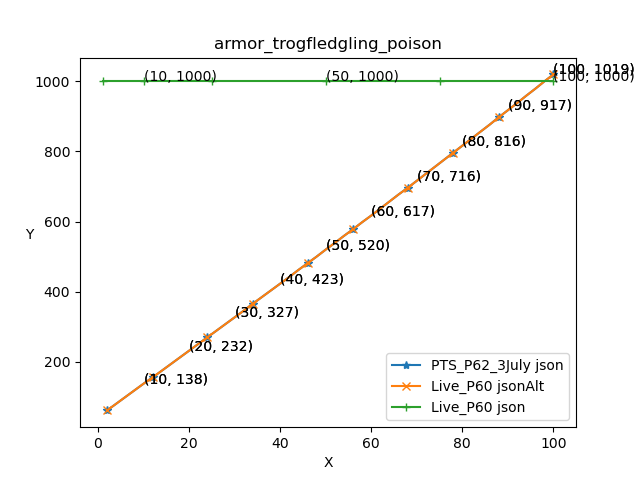 armor_trogfledgling_poison
(100, 1019)
(10, 1000)
(50, 1000)
(100, 1000)
(90, 917)
(80, 816)
(70, 716)
(60, 617)
(50, 520)
(40, 423)
(30, 327)
(20, 232)
(10, 138)
1000
800
600
400
200
Y
PTS_P62_3July json
Live_P60 jsonAlt
Live_P60 json
0 20 40 60 80 100
X